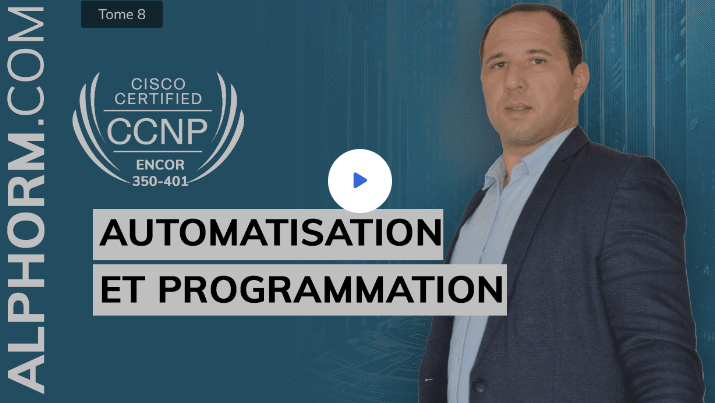 Tome 8
ALPHORM.COM
CISCO
CERTIFIED
CCNP
ENCOR
350-401
AUTOMATISATION
ET PROGRAMMATION